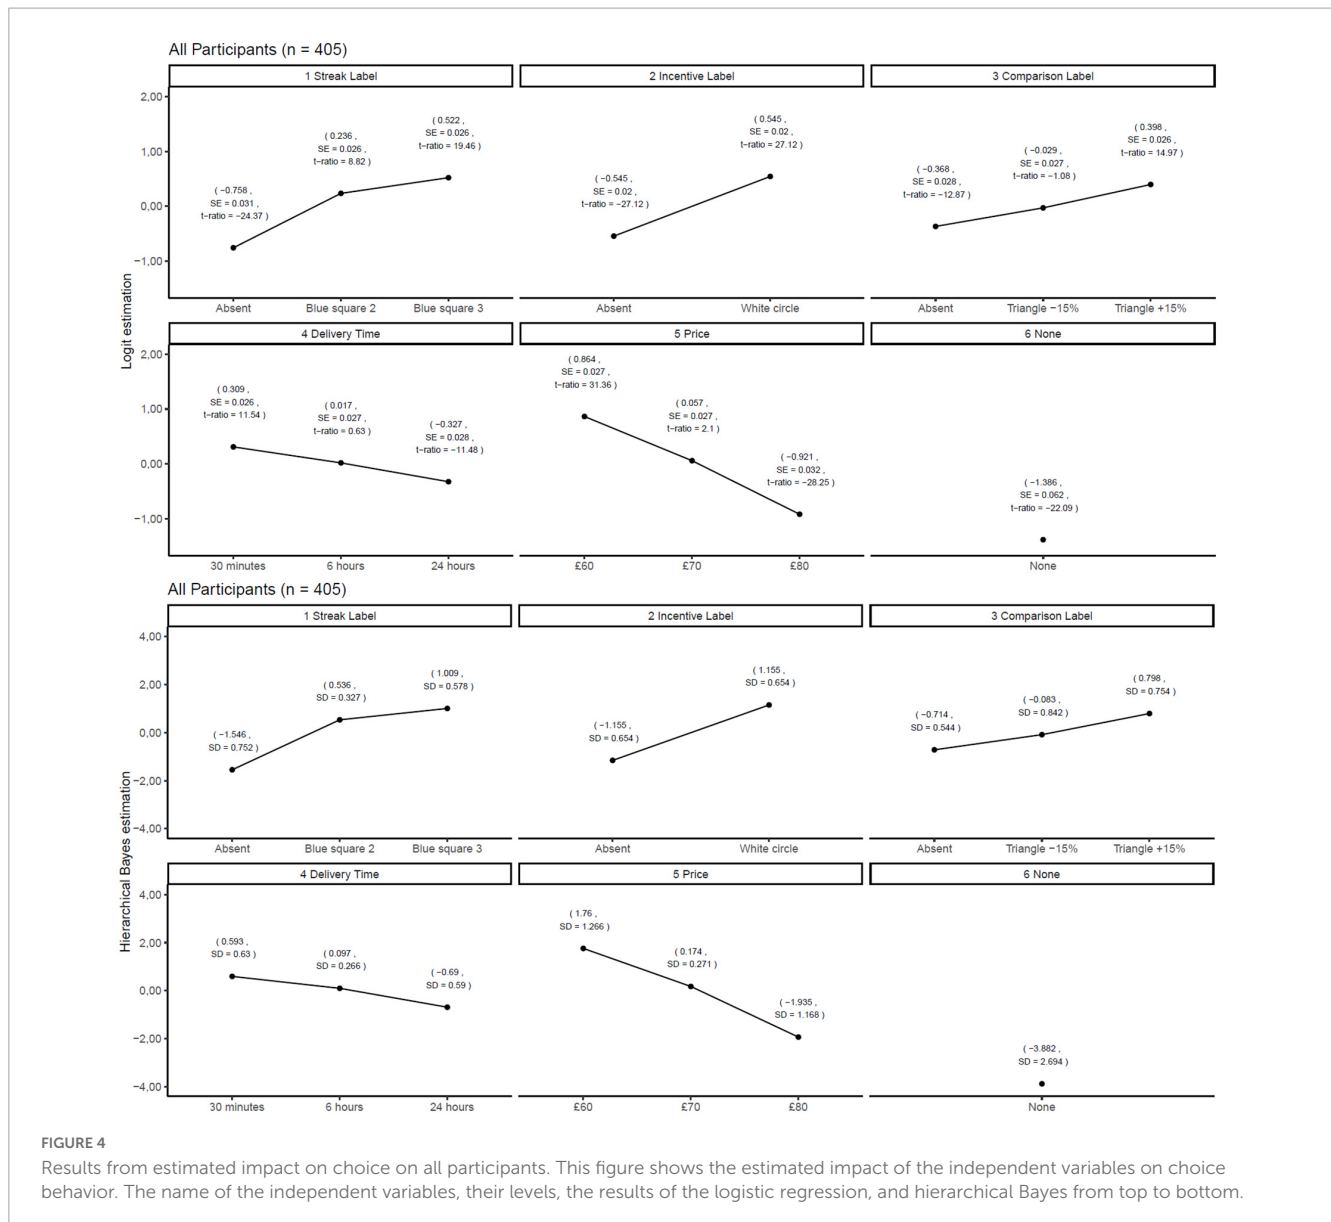 All Participants (n = 405)
1 Streak Label
2 Incentive Label
3 Comparison Label
Logit estimation
2,00
1,00
0,00
−1,00
( −0.758 ,
SE = 0.031 ,
t−ratio = −24.37 )
( 0.236 ,
SE = 0.026 ,
t−ratio = 8.82 )
( 0.522 ,
SE = 0.026 ,
t−ratio = 19.46 )
( −0.545 ,
SE = 0.02 ,
t−ratio = −27.12 )
( 0.545 ,
SE = 0.02 ,
t−ratio = 27.12 )
( −0.368 ,
SE = 0.028 ,
t−ratio = −12.87 )
( −0.029 ,
SE = 0.027 ,
t−ratio = −1.08 )
( 0.398 ,
SE = 0.026 ,
t−ratio = 14.97 )
Absent
Blue square 2
Blue square 3
Absent
White circle
Absent
Triangle −15%
Triangle +15%
4 Delivery Time
5 Price
6 None
2,00
1,00
0,00
−1,00
( 0.309 ,
SE = 0.026 ,
t−ratio = 11.54 )
( 0.017 ,
SE = 0.027 ,
t−ratio = 0.63 )
( −0.327 ,
SE = 0.028 ,
t−ratio = −11.48 )
( 0.864 ,
SE = 0.027 ,
t−ratio = 31.36 )
( 0.057 ,
SE = 0.027 ,
t−ratio = 2.1 )
( −0.921 ,
SE = 0.032 ,
t−ratio = −28.25 )
( −1.386 ,
SE = 0.062 ,
t−ratio = −22.09 )
30 minutes
6 hours
24 hours
£60
£70
£80
None
All Participants (n = 405)
1 Streak Label
2 Incentive Label
3 Comparison Label
Hierarchical Bayes estimation
4,00
2,00
0,00
−2,00
−4,00
( −1.546 ,
SD = 0.752 )
( 0.536 ,
SD = 0.327 )
( 1.009 ,
SD = 0.578 )
( −1.155 ,
SD = 0.654 )
( 1.155 ,
SD = 0.654 )
( −0.714 ,
SD = 0.544 )
( −0.083 ,
SD = 0.842 )
( 0.798 ,
SD = 0.754 )
Absent
Blue square 2
Blue square 3
Absent
White circle
Absent
Triangle −15%
Triangle +15%
4 Delivery Time
5 Price
6 None
4,00
2,00
0,00
−2,00
−4,00
( 0.593 ,
SD = 0.63 )
( 0.097 ,
SD = 0.266 )
( −0.69 ,
SD = 0.59 )
( 1.76 ,
SD = 1.266 )
( 0.174 ,
SD = 0.271 )
( −1.935 ,
SD = 1.168 )
( −3.882 ,
SD = 2.694 )
30 minutes
6 hours
24 hours
£60
£70
£80
None
FIGURE 4
Results from estimated impact on choice on all participants. This figure shows the estimated impact of the independent variables on choice
behavior. The name of the independent variables, their levels, the results of the logistic regression, and hierarchical Bayes from top to bottom.